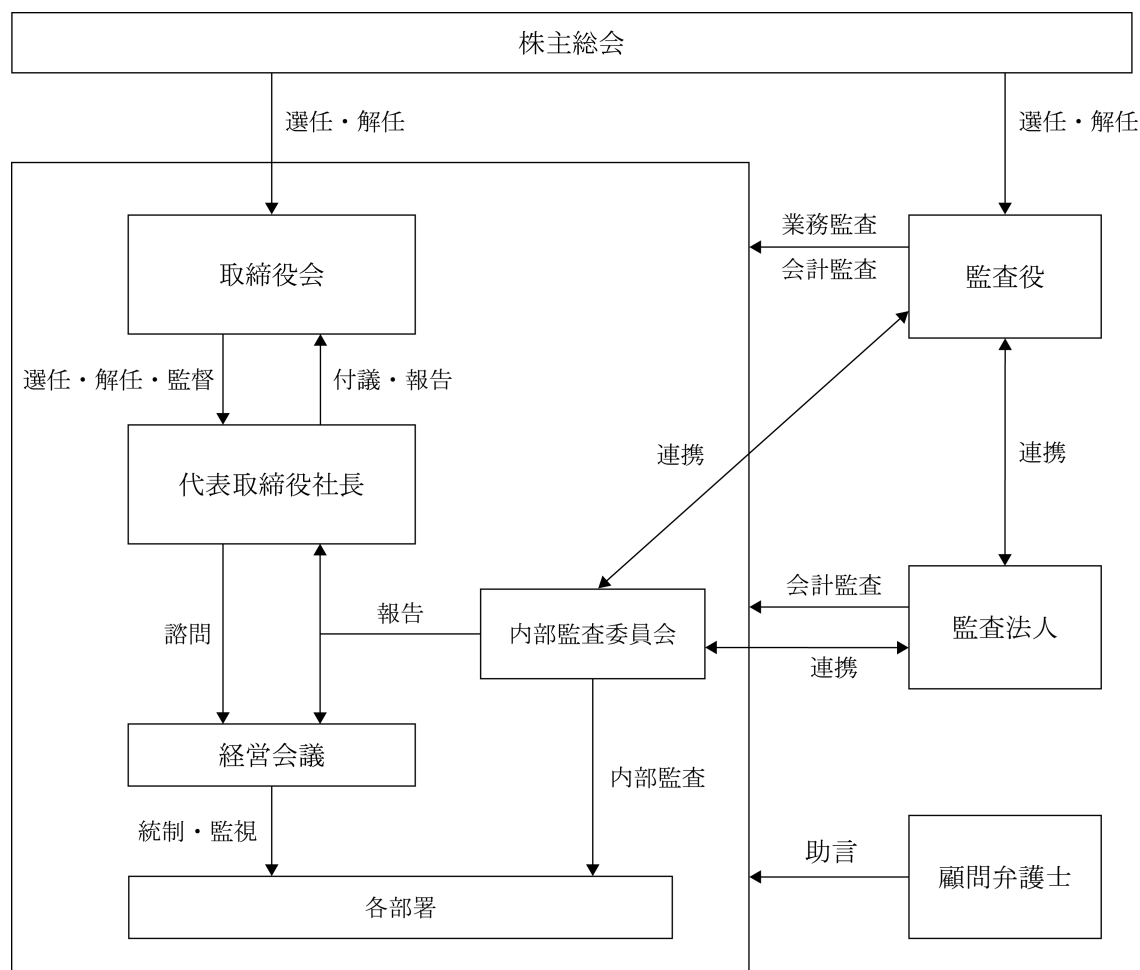 株主総会
選任・解任
選任・解任
取締役会
業務監査
会計監査
監査役
選任・解任・監督
付議・報告
連携
連携
代表取締役社長
諮問
報告
内部監査委員会
会計監査
連携
監査法人
経営会議
内部監査
統制・監視
助言
顧問弁護士
各部署